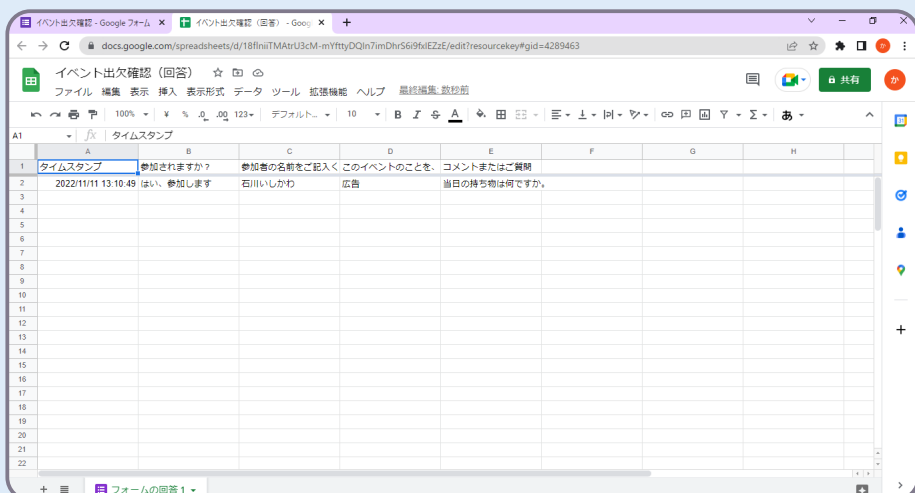 イベント出欠確認 - Google フォーム
イベント出欠確認（回答） - Goog
docs.google.com/spreadsheets/d/
/edit?resourcekey#gid=4289463
イベント出欠確認（回答）
ファイル 編集 表示 挿入 表示形式 データ ツール 拡張機能 ヘルプ 最終編集: 数秒前
共有
か
100% ¥ % .0 .00 123 デフォルト... 10 B I S A あ
A1 fx タイムスタンプ
A B C D E F G H
1 タイムスタンプ 参加されますか？ 参加者の名前をご記入く このイベントのことを、 コメントまたはご質問
2 2022/11/11 13:10:49 はい、参加します 石川いしかわ 広告 当日の持ち物は何ですか。
3
4
5
6
7
8
9
10
11
12
13
14
15
16
17
18
19
20
21
22
フォームの回答 1